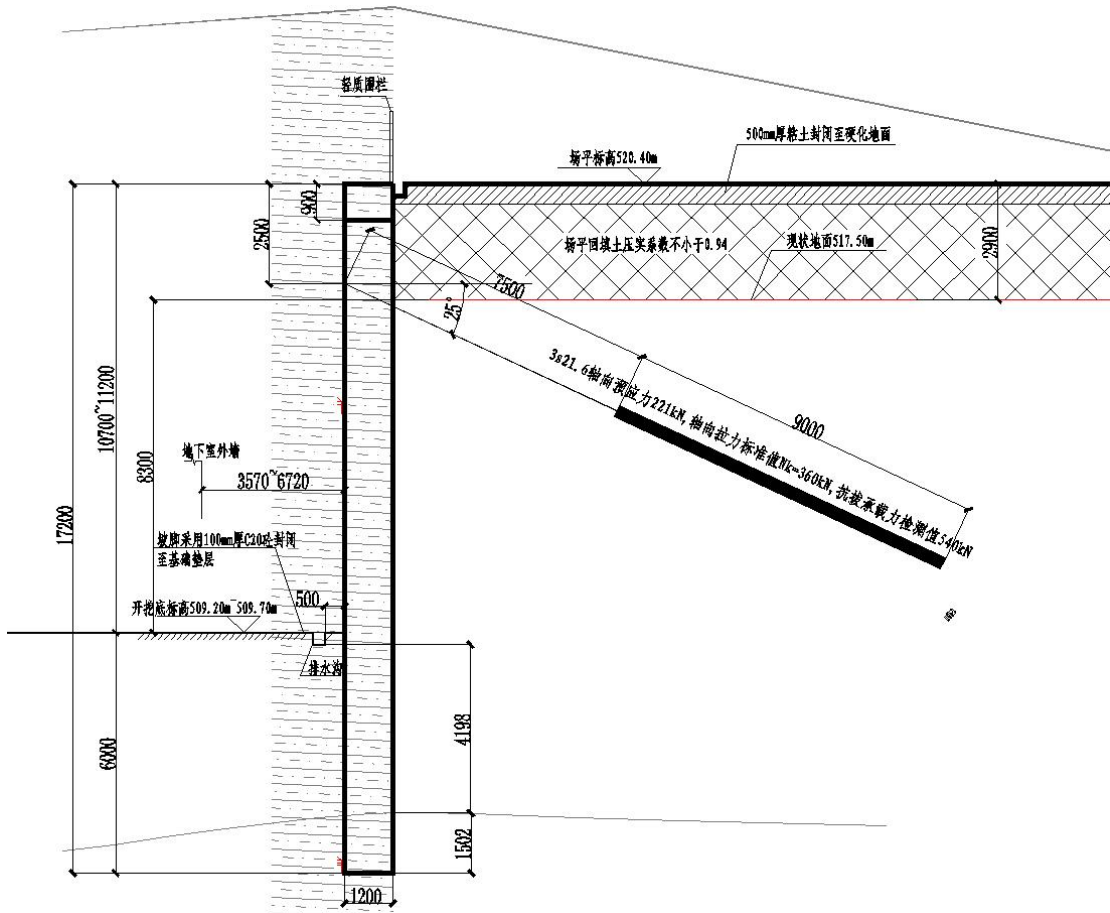 轻质围栏
500mm厚粘土封闭至硬化地面
场平标高520.40m
900
2500
场平回填土压实系数不小于0.94
现状地面517.50m
2900
7500
25°
3s21.6轴向预应力221kN,轴向拉力标准值Nk=360kN,抗拔承载力检测值540kN
9000
10700~11200
8300
17200
地下室外墙
3570~6720
坡脚采用100mm厚C20砼封闭
至基础垫层
500
开挖底标高509.20m~509.70m
排水沟
4198
6000
1502
1200